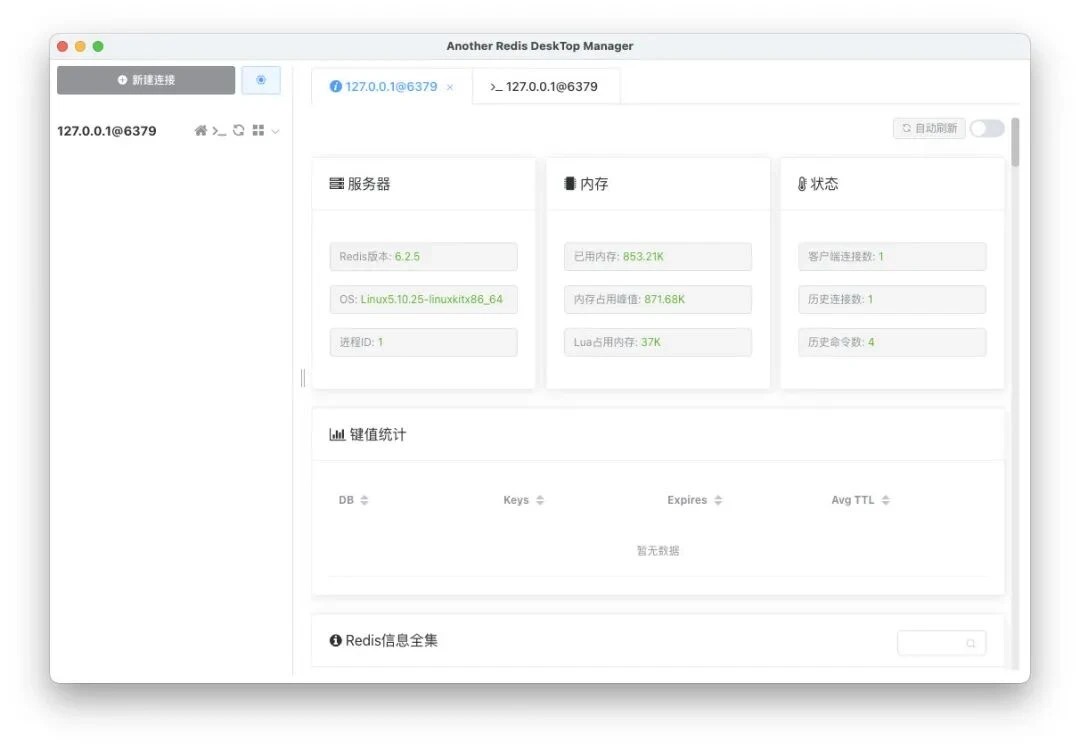 Another Redis DeskTop Manager
新建连接
127.0.0.1@6379
127.0.0.1@6379 ×
>_ 127.0.0.1@6379
自动刷新
服务器
Redis版本: 6.2.5
OS: Linux5.10.25-linuxkitx86_64
进程ID: 1
内存
已用内存: 853.21K
内存占用峰值: 871.68K
Lua占用内存: 37K
状态
客户端连接数: 1
历史连接数: 1
历史命令数: 4
键值统计
DB Keys Expires Avg TTL
暂无数据
Redis信息全集